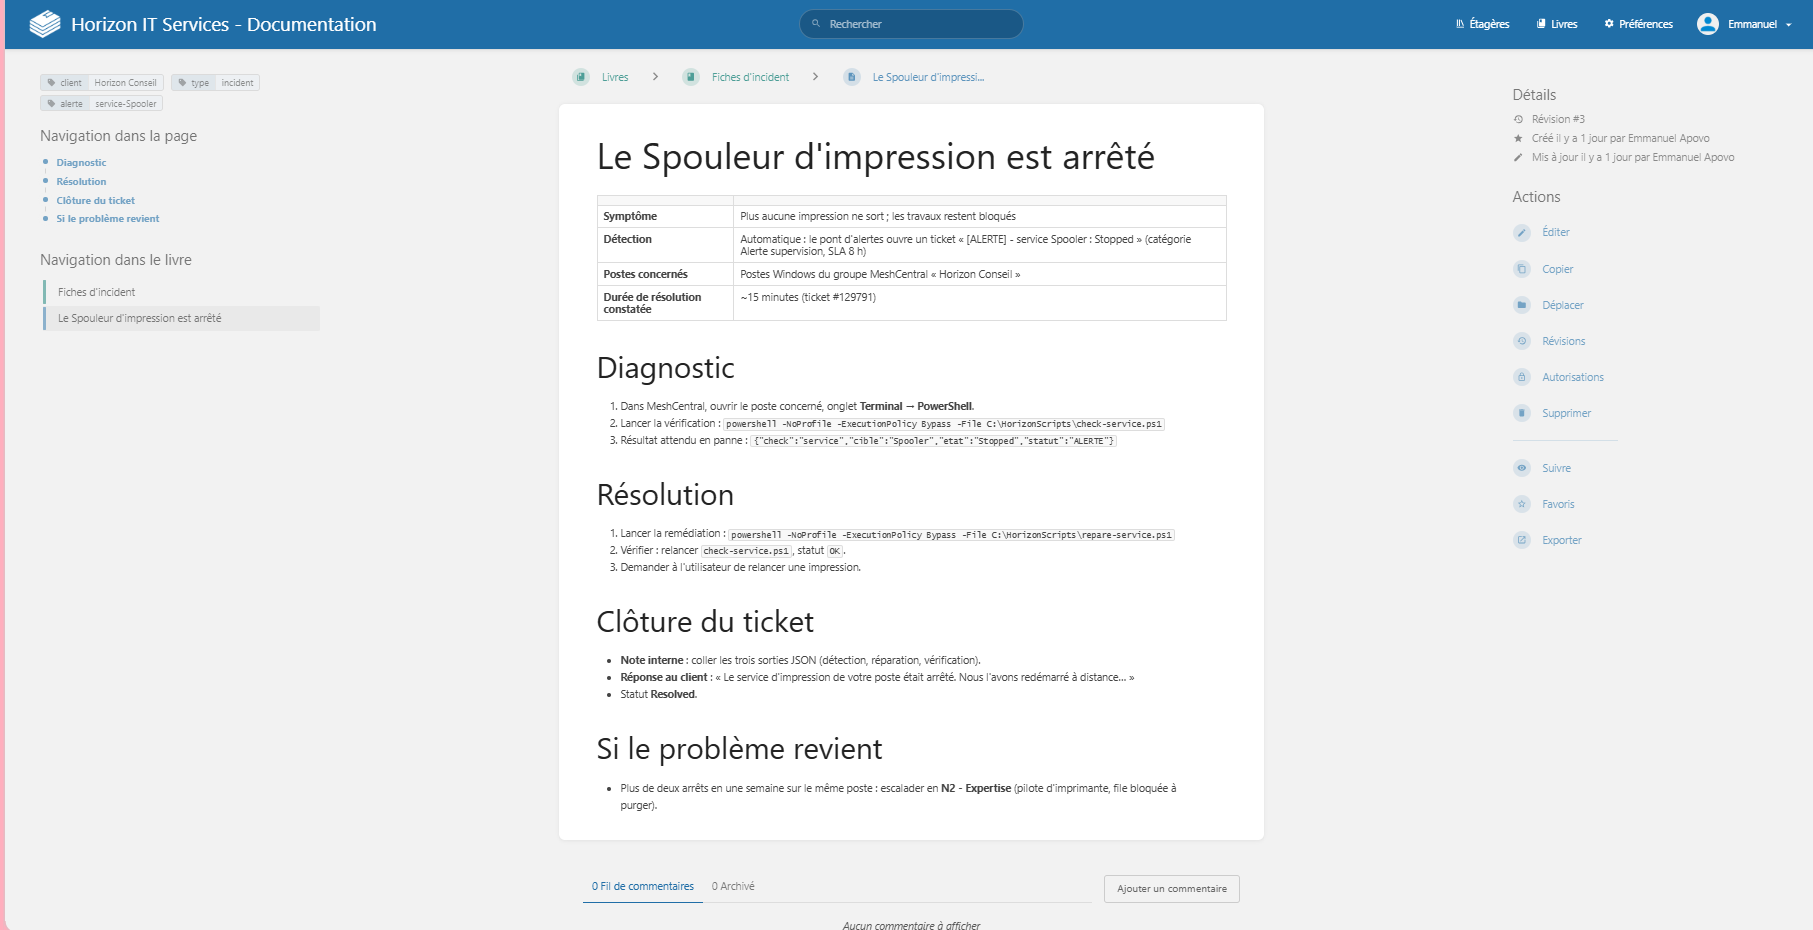 Horizon IT Services - Documentation
Rechercher
Étagères
Livres
Préférences
Emmanuel
client Horizon Conseil
type incident
alerte service-Spooler
Navigation dans la page
Diagnostic
Résolution
Clôture du ticket
Si le problème revient
Navigation dans le livre
Fiches d'incident
Le Spouleur d'impression est arrêté
Livres
Fiches d'incident
Le Spouleur d'impressi...
Le Spouleur d'impression est arrêté
Symptôme Plus aucune impression ne sort ; les travaux restent bloqués
Détection Automatique : le pont d'alertes ouvre un ticket « [ALERTE] - service Spooler : Stopped » (catégorie
Alerte supervision, SLA 8 h)
Postes concernés Postes Windows du groupe MeshCentral « Horizon Conseil »
Durée de résolution ~15 minutes (ticket #129791)
constatée
Diagnostic
1. Dans MeshCentral, ouvrir le poste concerné, onglet Terminal → PowerShell.
2. Lancer la vérification : powershell -NoProfile -ExecutionPolicy Bypass -File C:\HorizonScripts\check-service.ps1
3. Résultat attendu en panne : {"check":"service","cible":"Spooler","etat":"Stopped","statut":"ALERTE"}
Résolution
1. Lancer la remédiation : powershell -NoProfile -ExecutionPolicy Bypass -File C:\HorizonScripts\repare-service.ps1
2. Vérifier : relancer check-service.ps1, statut OK.
3. Demander à l'utilisateur de relancer une impression.
Clôture du ticket
• Note interne : coller les trois sorties JSON (détection, réparation, vérification).
• Réponse au client : « Le service d'impression de votre poste était arrêté. Nous l'avons redémarré à distance... »
• Statut Resolved.
Si le problème revient
• Plus de deux arrêts en une semaine sur le même poste : escalader en N2 - Expertise (pilote d'imprimante, file bloquée à
purger).
0 Fil de commentaires
0 Archivé
Ajouter un commentaire
Aucun commentaire à afficher
Détails
Révision #3
Créé il y a 1 jour par Emmanuel Apovo
Mis à jour il y a 1 jour par Emmanuel Apovo
Actions
Éditer
Copier
Déplacer
Révisions
Autorisations
Supprimer
Suivre
Favoris
Exporter